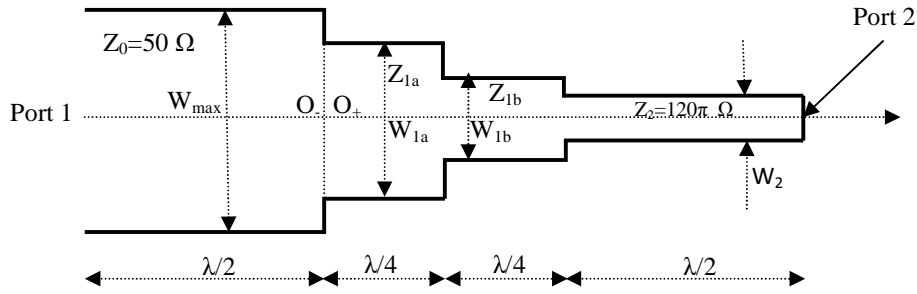 Port 2
Z0=50 Ω
Z1a
Z1b
Port 1
Wmax
O-
O+
W1a
W1b
Z2=120π Ω
W2
λ/2
λ/4
λ/4
λ/2